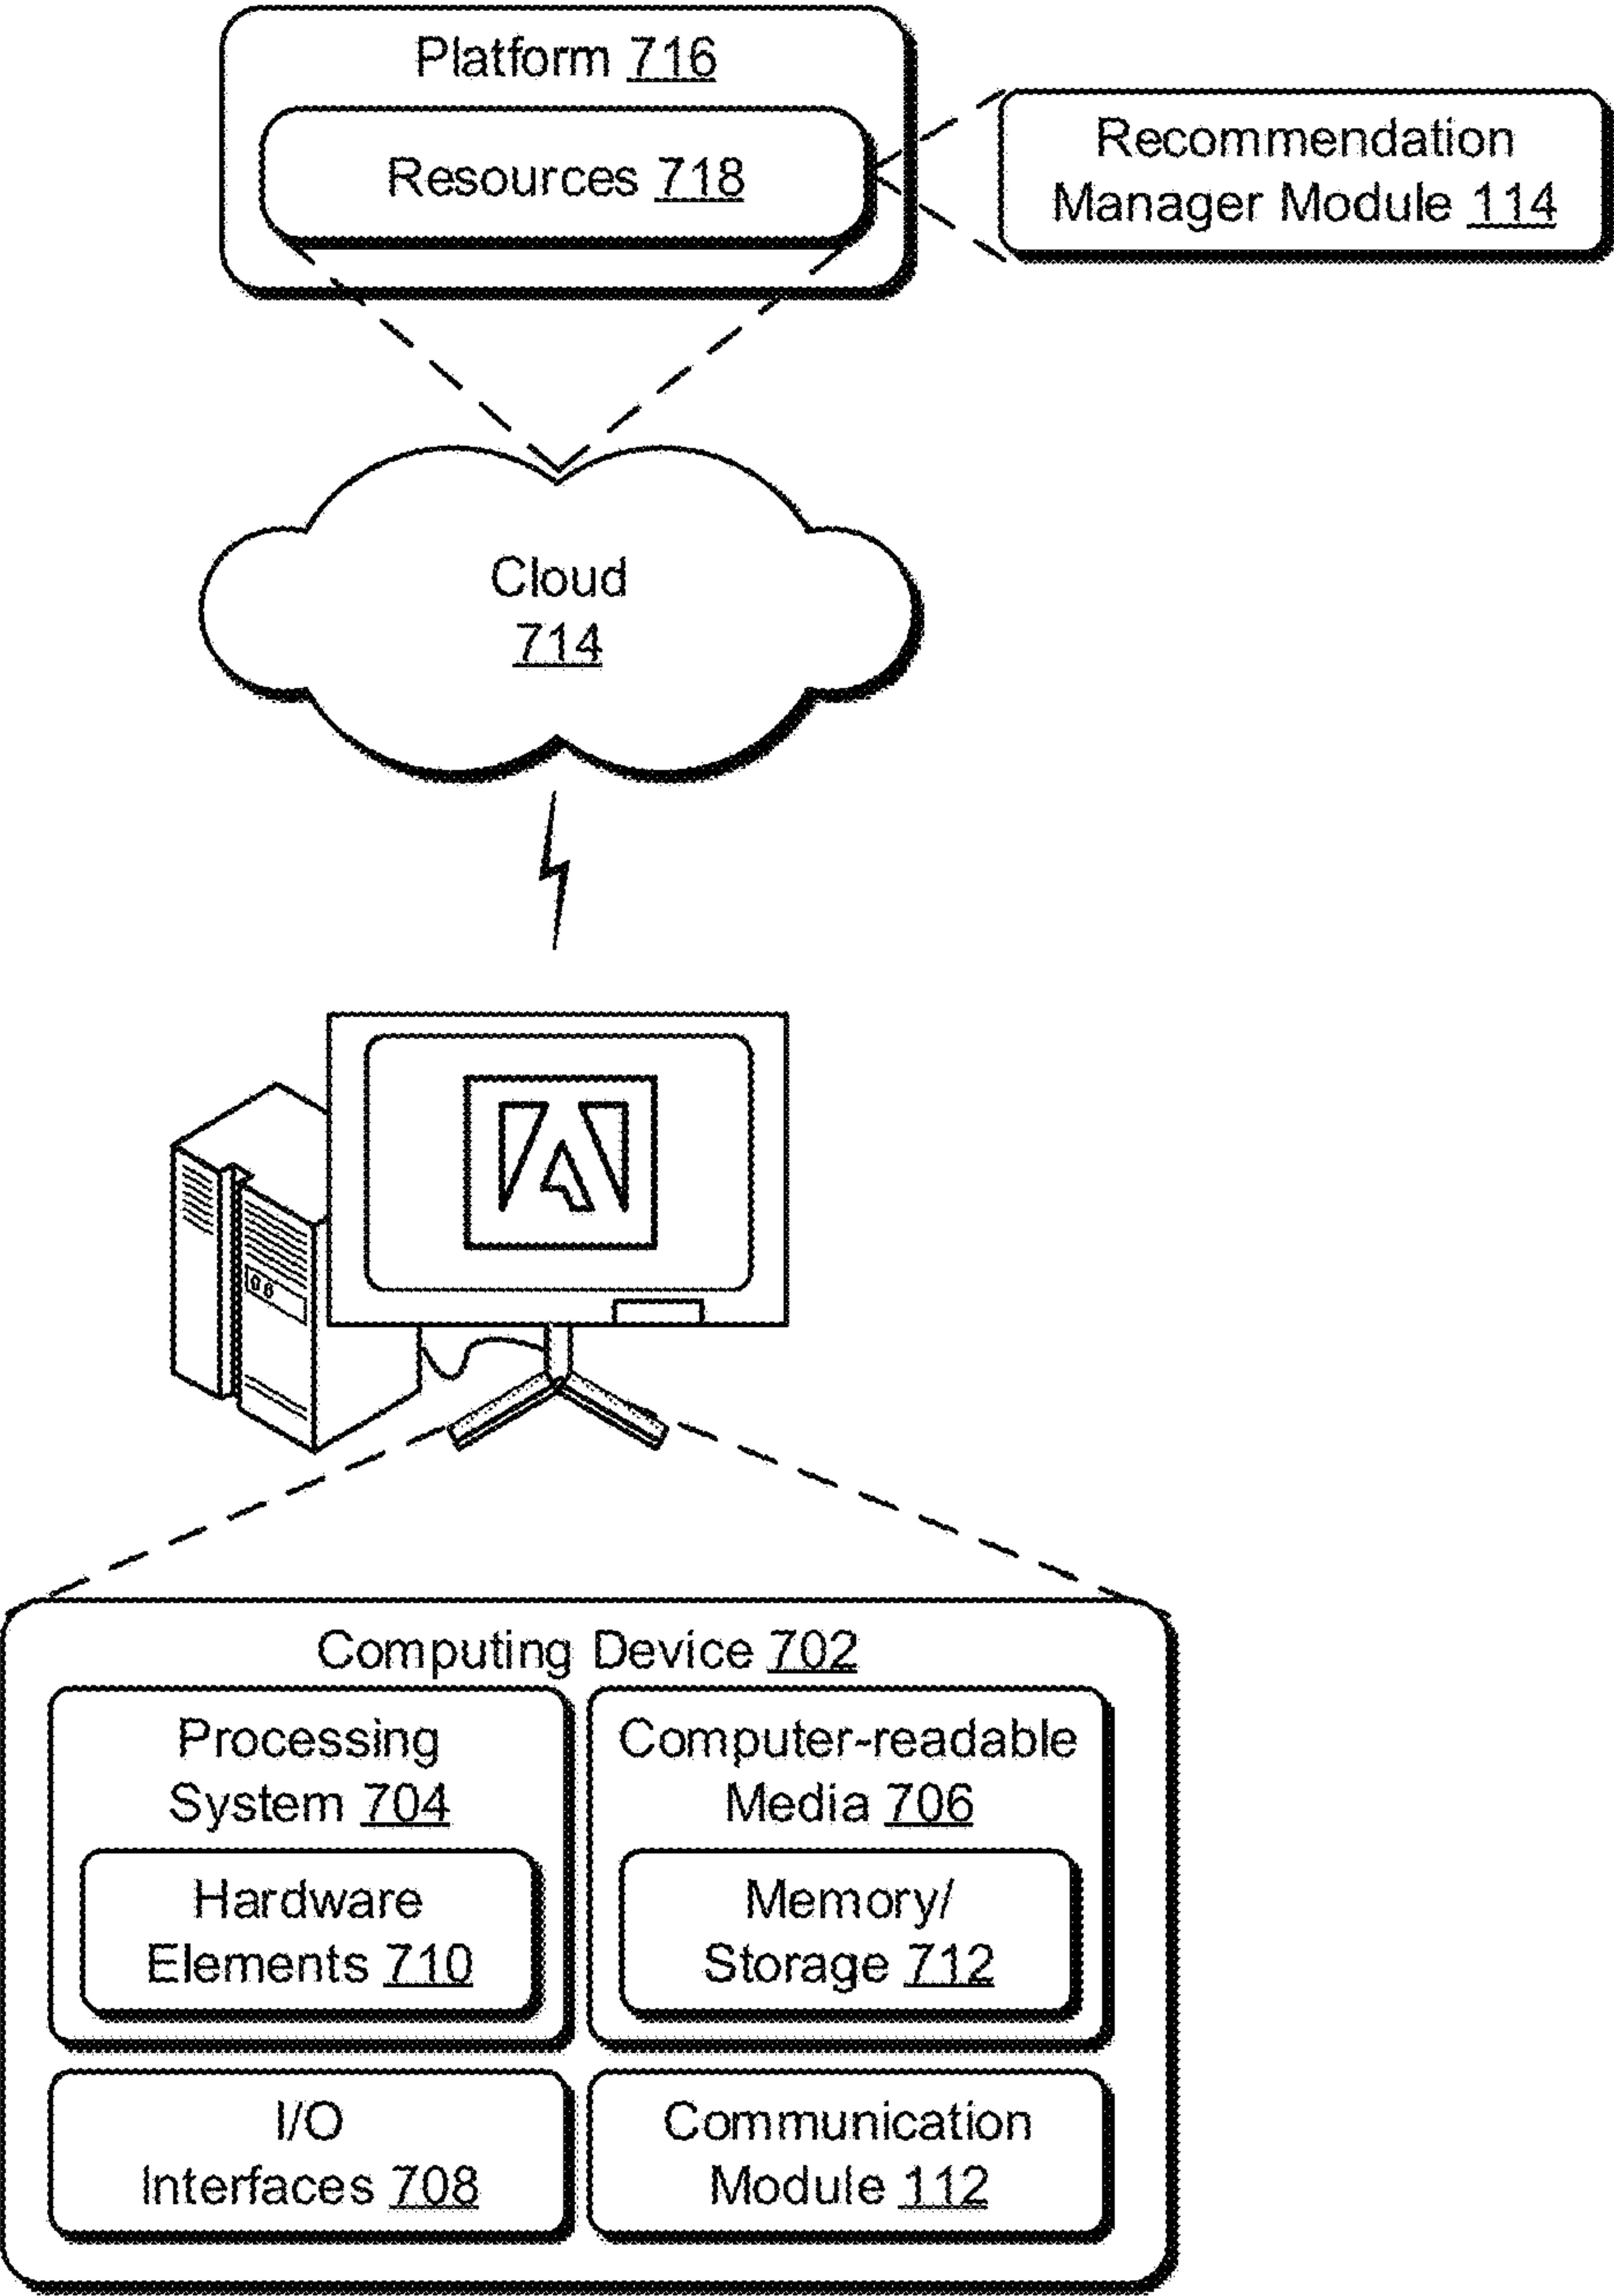 Platform 716
Resources 718
Recommendation
Manager Module 114
Cloud
714
Computing Device 702
Processing
System 704
Hardware
Elements 710
Computer-readable
Media 706
Memory/
Storage 712
I/O
Interfaces 708
Communication
Module 112